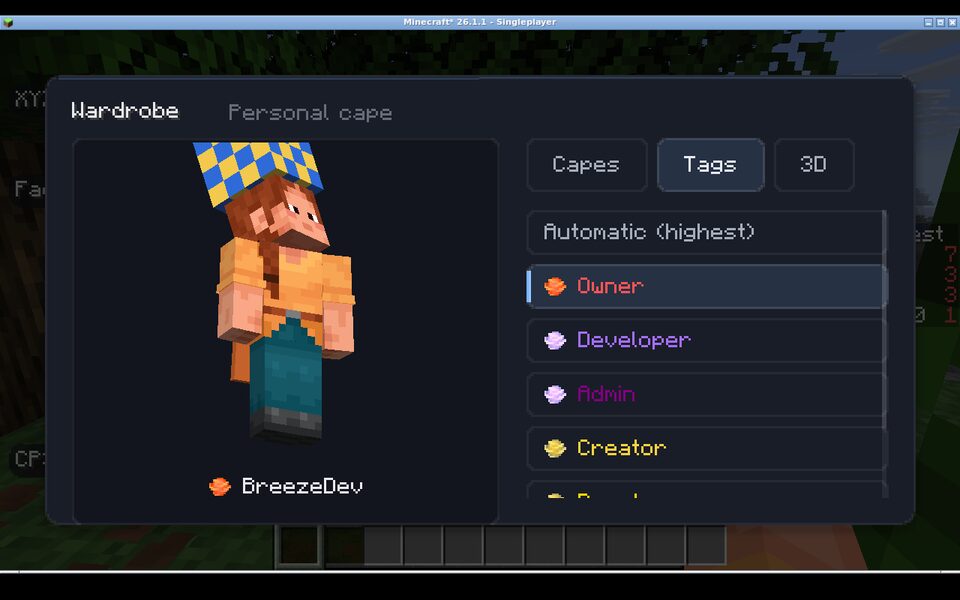 Minecraft* 26.1.1 - Singleplayer
Wardrobe
Personal cape
Capes
Tags
3D
Automatic (highest)
Owner
Developer
Admin
Creator
BreezeDev